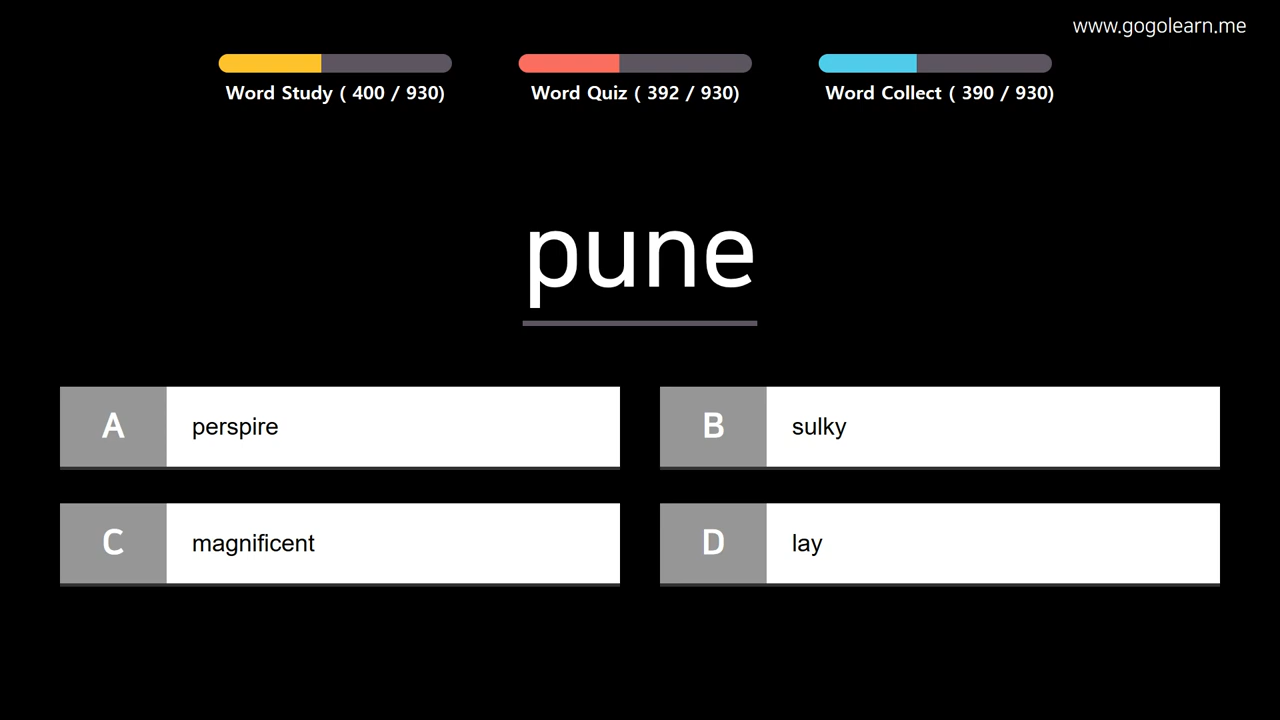 www.gogolearn.me
Word Study ( 400 / 930)
Word Quiz ( 392 / 930)
Word Collect ( 390 / 930)
pune
A perspire
B sulky
C magnificent
D lay